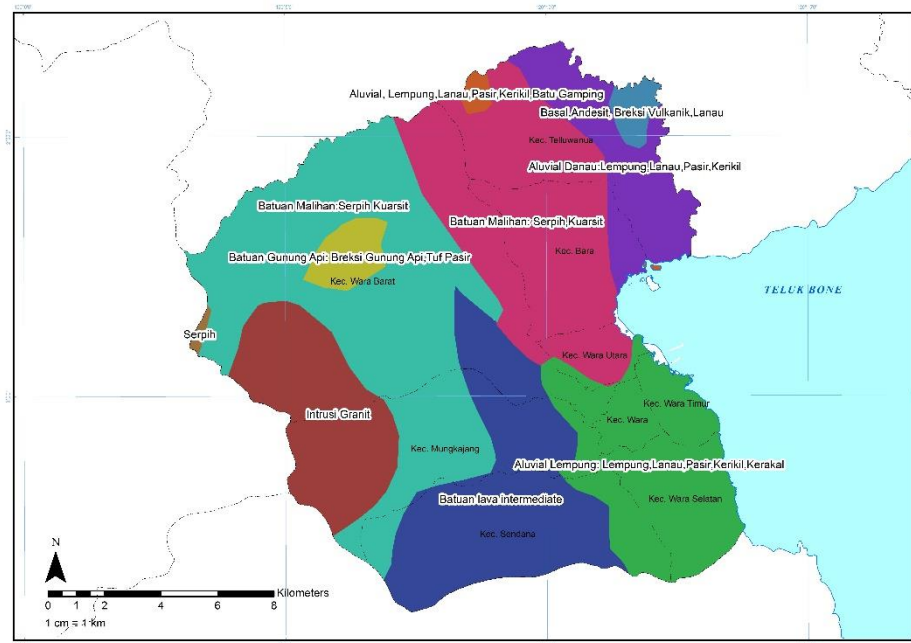 Aluvial, Lempung,Lanau,Pasir,Kerikil,Batu Gamping
Basal,Andesit, Breksi Vulkanik,Lanau
Kec. Telluwanua
Aluvial Danau:Lempung,Lanau,Pasir,Kerikil
Batuan Malihan:Serpih Kuarsit
Batuan Malihan: Serpih,Kuarsit
Kec. Bara
Batuan Gunung Api: Breksi Gunung Api,Tuf Pasir
Kec. Wara Barat
TELUK BONE
Serpih
Kec. Wara Utara
Kec. Wara Timur
Intrusi Granit
Kec. Wara
Kec. Mungkajang
Aluvial Lempung: Lempung,Lanau,Pasir,Kerikil,Kerakal
Batuan lava intermediate
Kec. Wara Selatan
Kec. Sendana
N
Kilometers
0 1 2 4 6 8
1 cm = 1 km